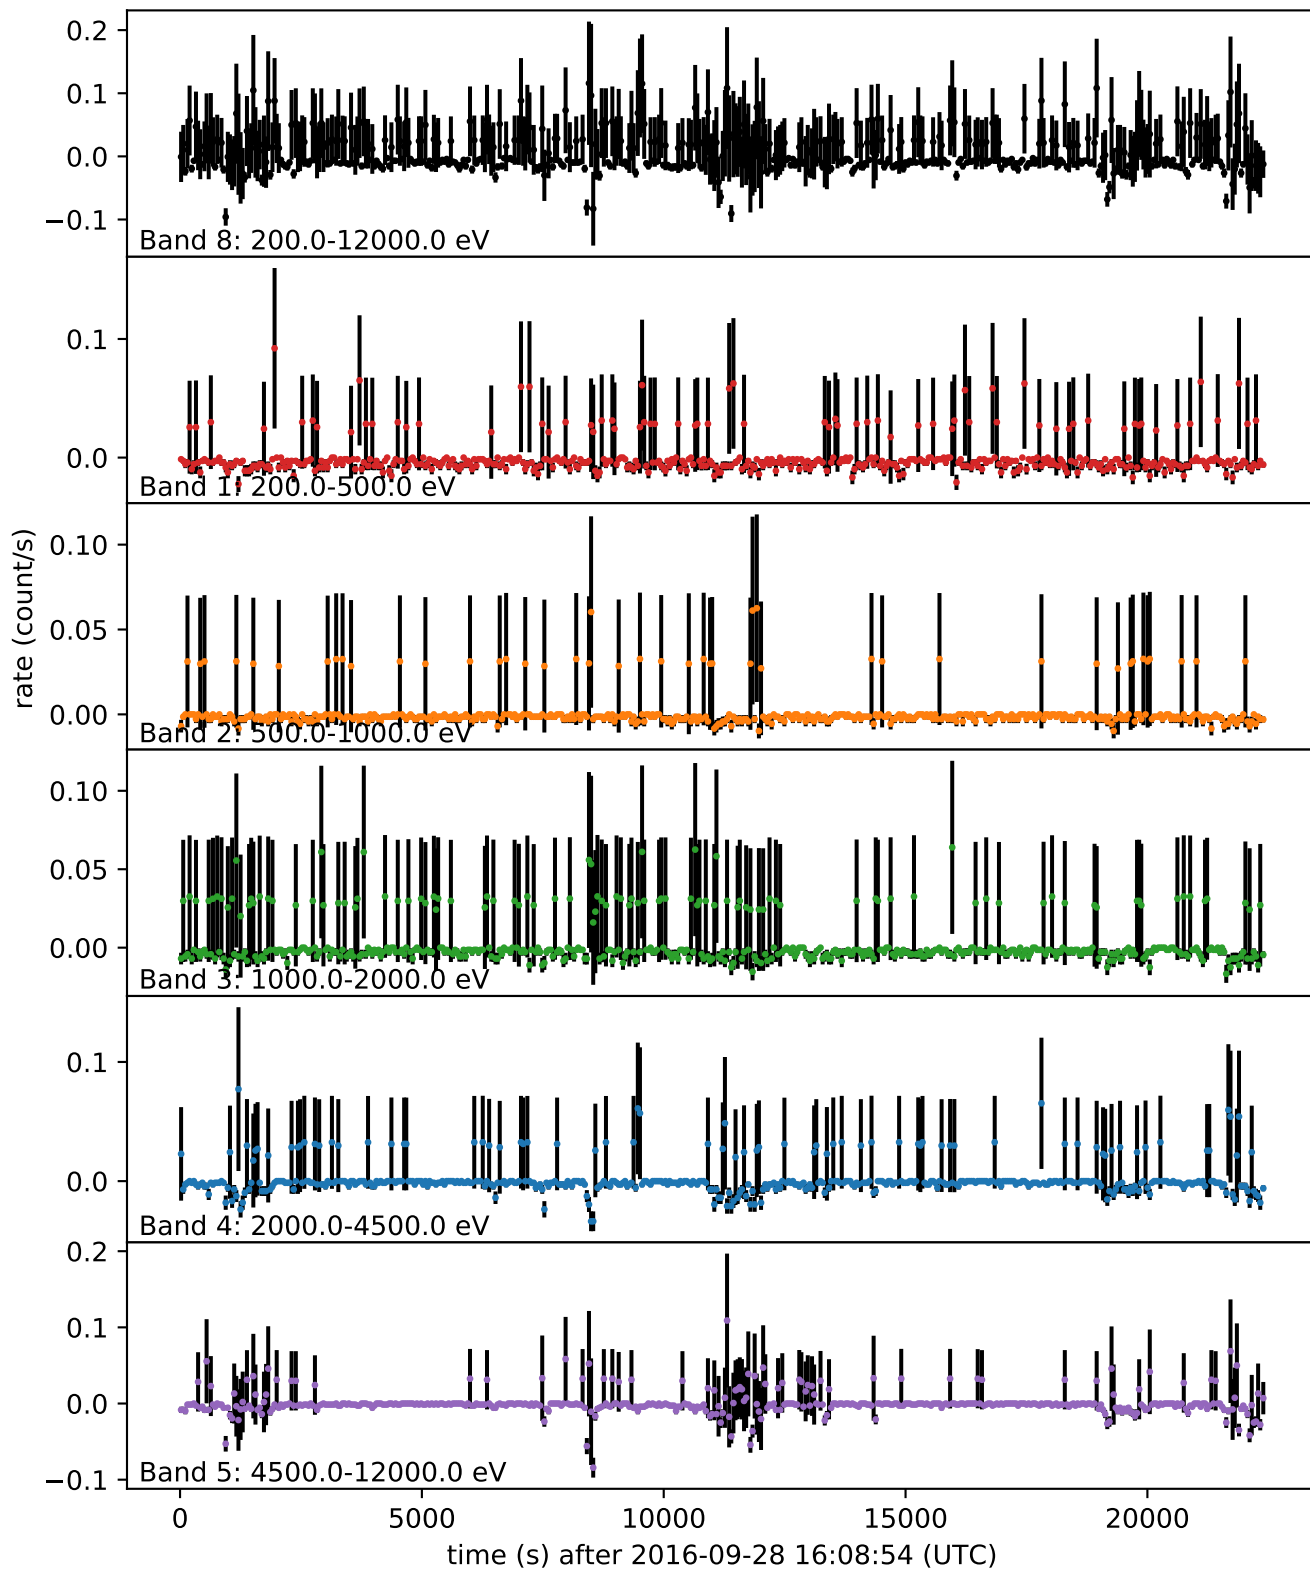 0.2
0.1
0.0
−0.1
Band 8: 200.0-12000.0 eV
0.1
0.0
Band 1: 200.0-500.0 eV
0.10
0.05
0.00
Band 2: 500.0-1000.0 eV
rate (count/s)
0.10
0.05
0.00
Band 3: 1000.0-2000.0 eV
0.1
0.0
Band 4: 2000.0-4500.0 eV
0.2
0.1
0.0
−0.1
Band 5: 4500.0-12000.0 eV
0 5000 10000 15000 20000
time (s) after 2016-09-28 16:08:54 (UTC)